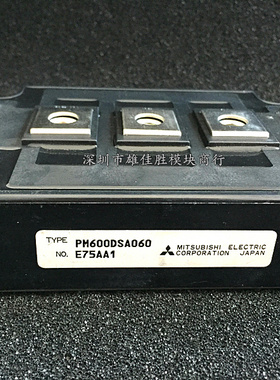 深圳市雄佳胜模块商行
TYPE PM600DSA060
NO. E75AA1
MITSUBISHI ELECTRIC
CORPORATION JAPAN